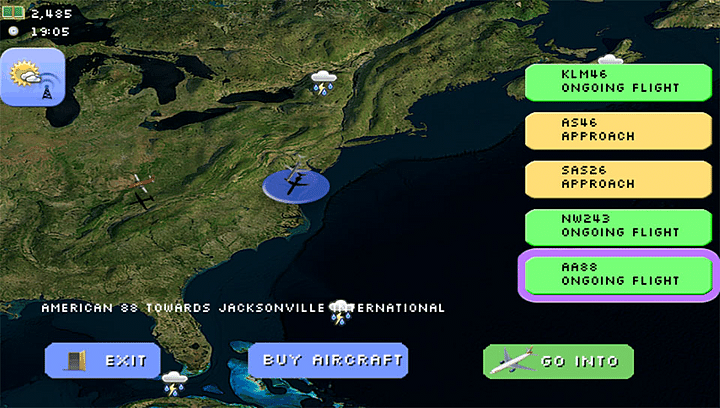 2,485
19:05
KLM46
ONGOING FLIGHT
AS46
APPROACH
SAS26
APPROACH
NW243
ONGOING FLIGHT
AA88
ONGOING FLIGHT
AMERICAN 88 TOWARDS JACKSONVILLE INTERNATIONAL
EXIT
BUY AIRCRAFT
GO INTO